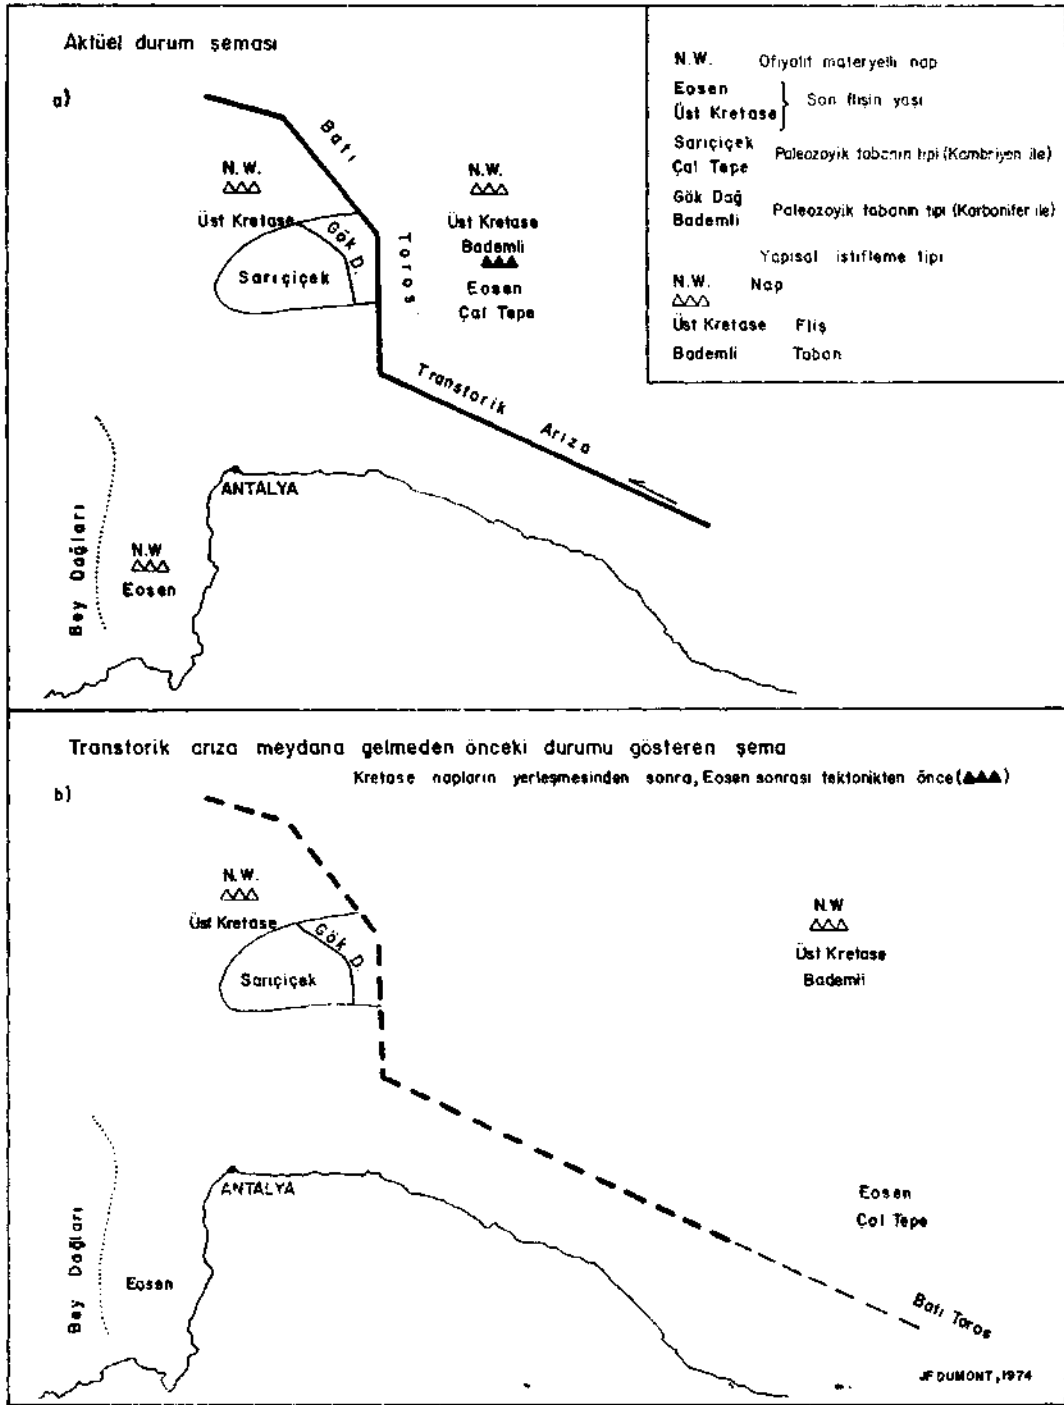 Aktüel durum şeması
a)
N.W. Ofiyolit materyelli nap
Eosen
Üst Kretase
Son flişin yaşı
Sarıçiçek
Çal Tepe
Paleozoyik tabanın tipi (Kambriyen ile)
Gök Dağ
Bademli
Paleozoyik tabanın tipi (Karbonifer ile)
Yapısal istifleme tipi
N.W. Nap
Üst Kretase Fliş
Bademli Taban
Batı
Toros
Transtorik Arıza
N.W.
Üst Kretase
Gök D.
Sarıçiçek
N.W.
Üst Kretase
Bademli
Eosen
Çal Tepe
ANTALYA
Bey Dağları
N.W
Eosen
Transtorik arıza meydana gelmeden önceki durumu gösteren şema
Kretase napların yerleşmesinden sonra, Eosen sonrası tektonikten önce (▲▲▲)
b)
N.W.
Üst Kretase
Gök D.
Sarıçiçek
N.W
Üst Kretase
Bademli
ANTALYA
Bey Dağları
Eosen
Eosen
Çal Tepe
Batı Toros
JF DUMONT, 1974